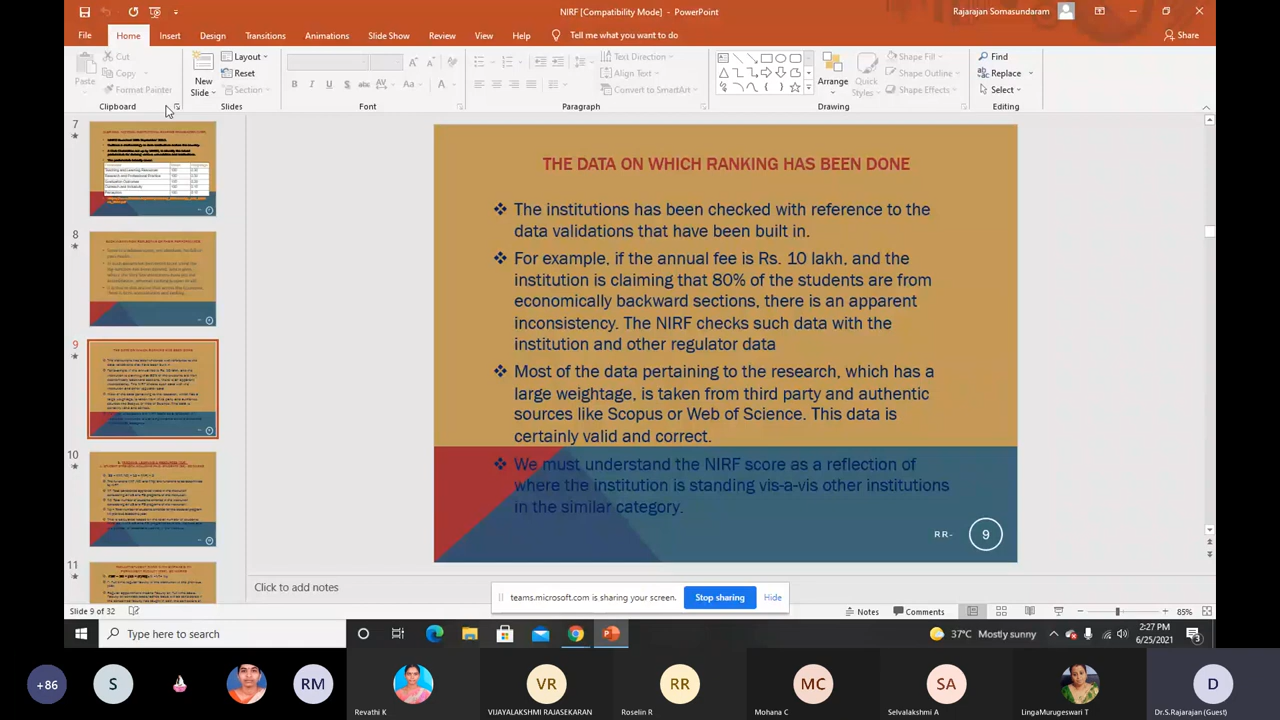 NIRF [Compatibility Mode] - PowerPoint
Rajarajan Somasundaram
File Home Insert Design Transitions Animations Slide Show Review View Help Tell me what you want to do Share
Cut
Copy
Format Painter
Paste
Clipboard
New
Slide
Layout
Reset
Section
Slides
Font
Text Direction
Align Text
Convert to SmartArt
Paragraph
Arrange
Quick
Styles
Shape Fill
Shape Outline
Shape Effects
Drawing
Find
Replace
Select
Editing
7
8
9
10
11
THE DATA ON WHICH RANKING HAS BEEN DONE
The institutions has been checked with reference to the
data validations that have been built in.
For example, if the annual fee is Rs. 10 lakh, and the
institution is claiming that 80% of the students are from
economically backward sections, there is an apparent
inconsistency. The NIRF checks such data with the
institution and other regulator data
Most of the data pertaining to the research, which has a
large weightage, is taken from third party and authentic
sources like Scopus or Web of Science. This data is
certainly valid and correct.
We must understand the NIRF score as a reflection of
where the institution is standing vis-a-vis other institutions
in the similar category.
RR- 9
Click to add notes
teams.microsoft.com is sharing your screen. Stop sharing Hide
Slide 9 of 32
Notes Comments 85%
Type here to search
37°C Mostly sunny
2:27 PM
6/25/2021
3
+86 S RM VR RR MC SA D
Revathi K VIJAYALAKSHMI RAJASEKARAN Roselin R Mohana C Selvalakshmi A LingaMurugeswari T Dr.S.Rajarajan (Guest)